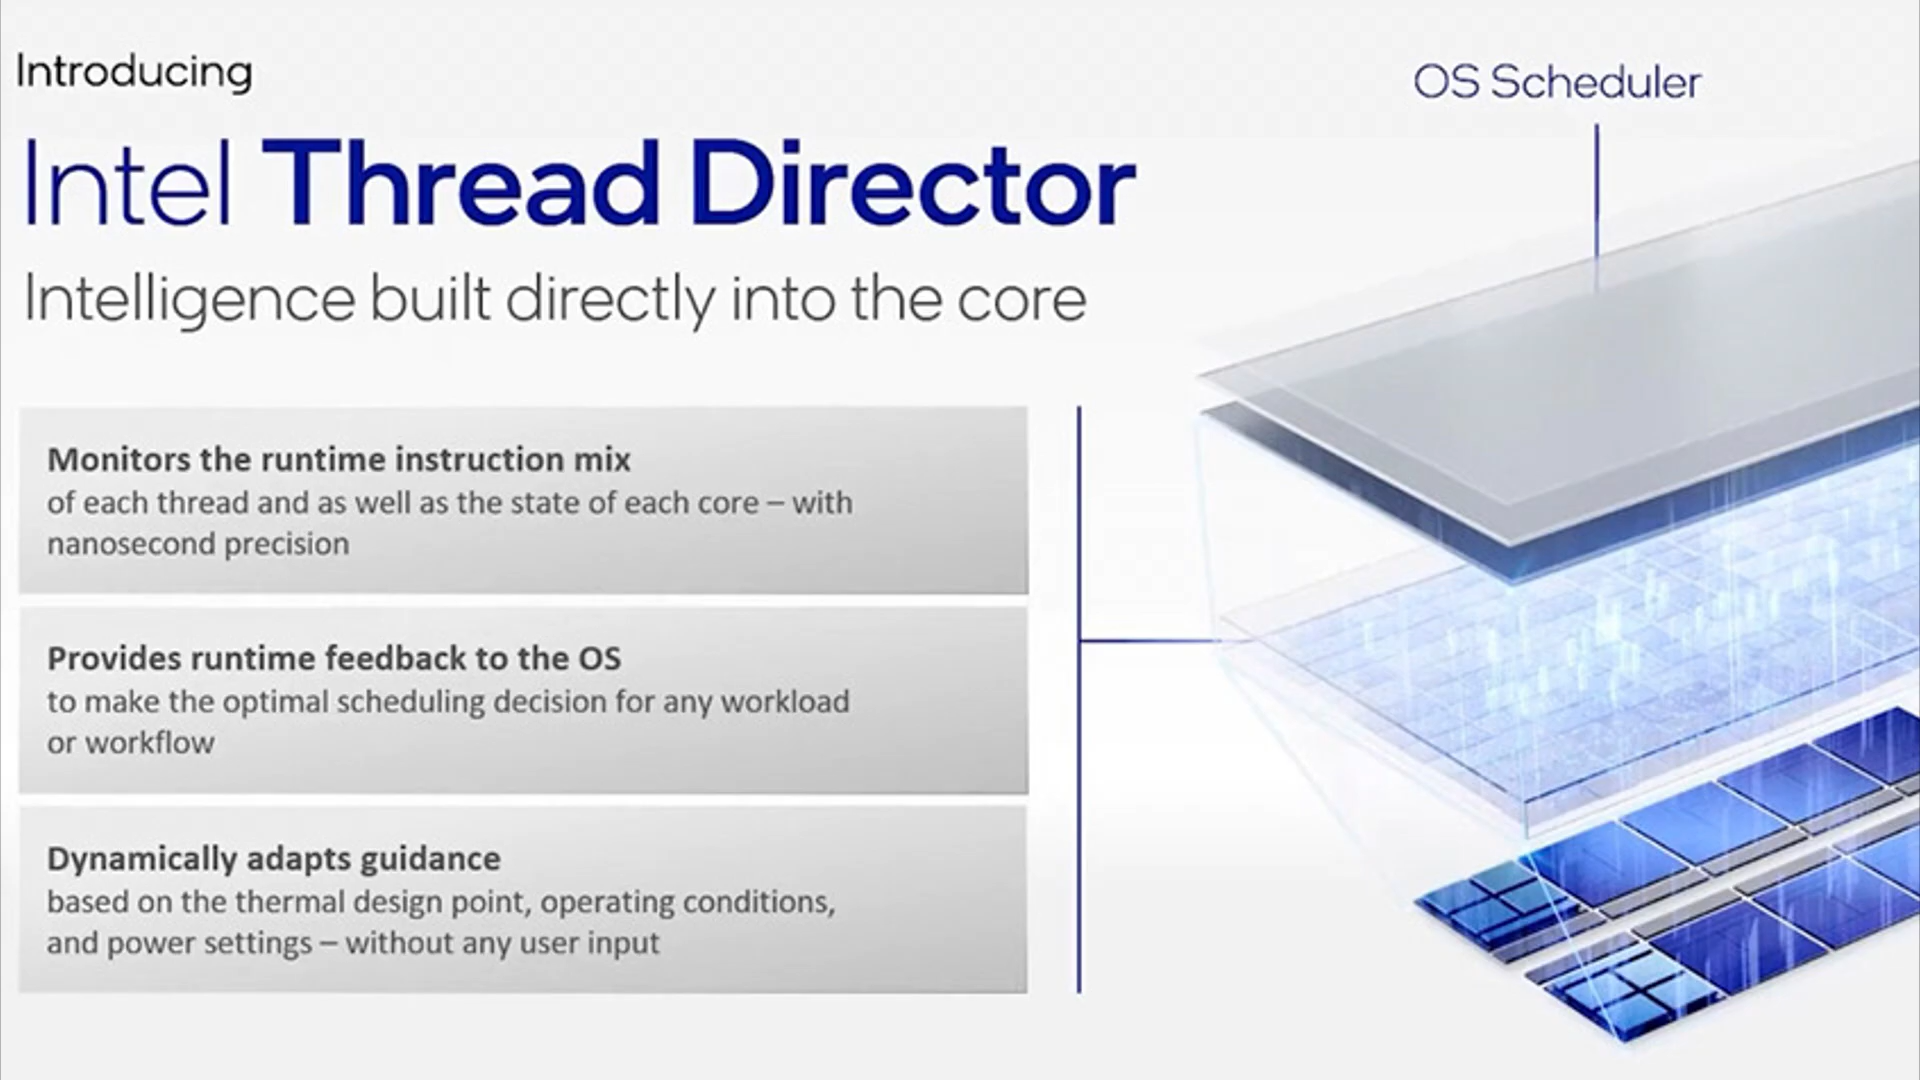 Introducing
OS Scheduler
Intel Thread Director
Intelligence built directly into the core
Monitors the runtime instruction mix
of each thread and as well as the state of each core – with
nanosecond precision
Provides runtime feedback to the OS
to make the optimal scheduling decision for any workload
or workflow
Dynamically adapts guidance
based on the thermal design point, operating conditions,
and power settings – without any user input